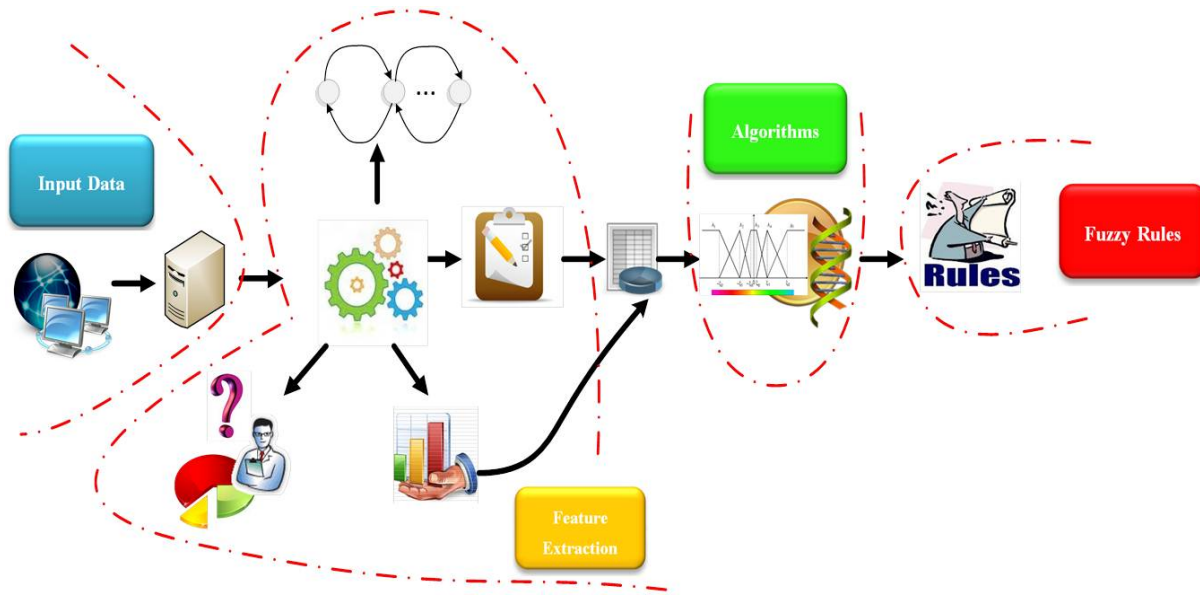 Input Data
...
Algorithms
Fuzzy Rules
Rules
Feature
Extraction